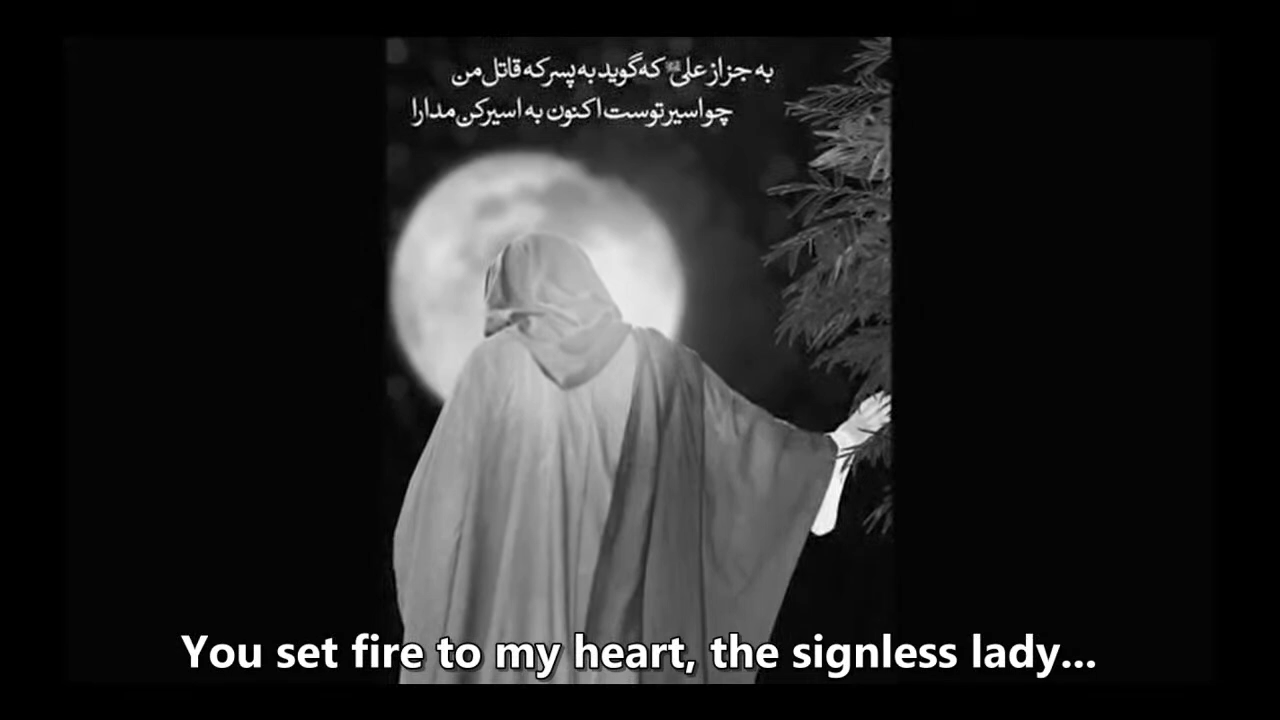 به جز از علی که گوید به پسر که قاتل من
چو اسیر توست اکنون به اسیر کن مدارا
You set fire to my heart, the signless lady...